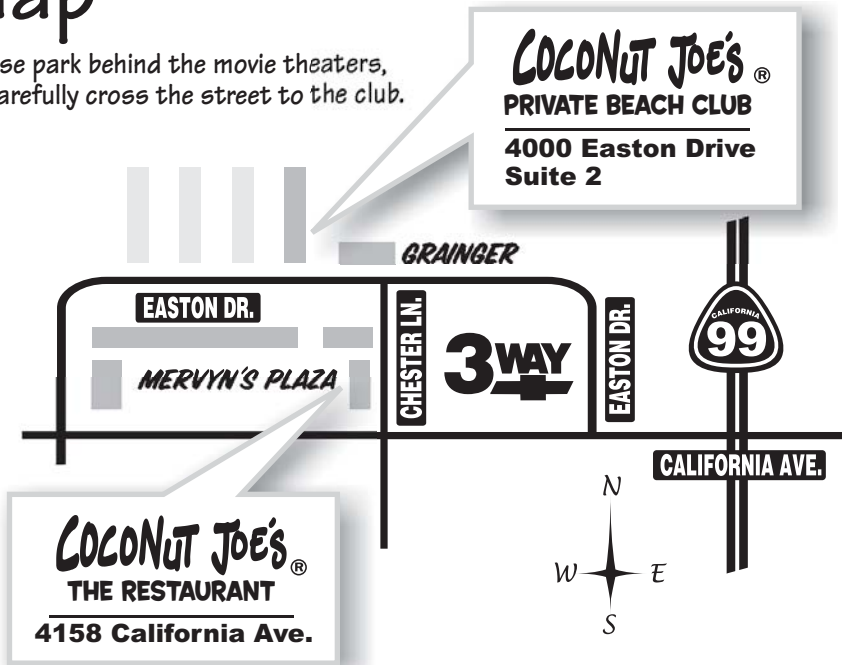 se park behind the movie theaters,
arefully cross the street to the club.
COCONUT JOE'S ®
PRIVATE BEACH CLUB
4000 Easton Drive
Suite 2
GRAINGER
EASTON DR.
CHESTER LN.
3WAY
EASTON DR.
CALIFORNIA
99
MERVYN'S PLAZA
CALIFORNIA AVE.
N
W E
S
COCONUT JOE'S ®
THE RESTAURANT
4158 California Ave.